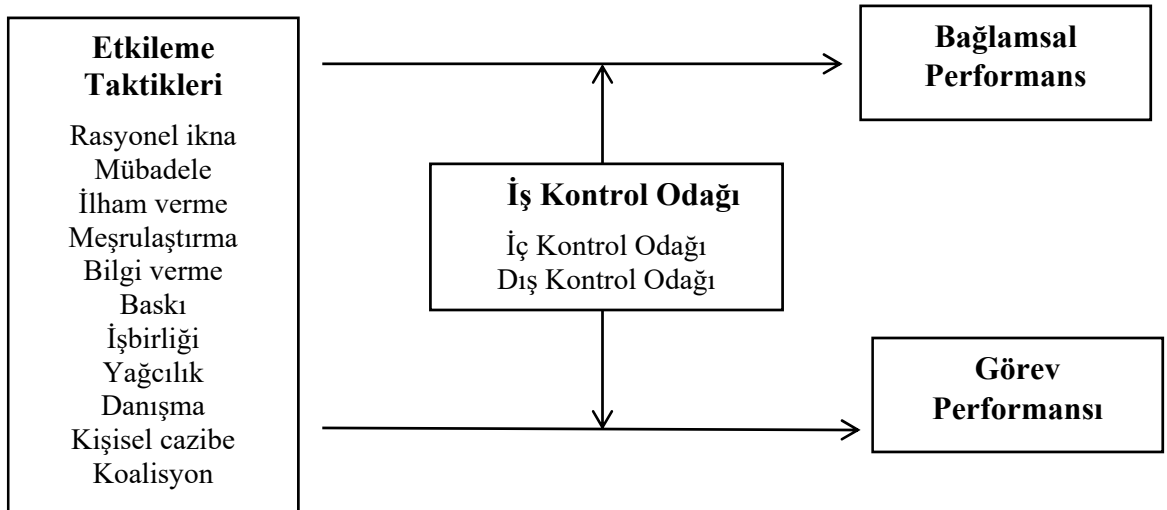 Etkileme
Taktikleri
Rasyonel ikna
Mübadele
İlham verme
Meşrulaştırma
Bilgi verme
Baskı
İşbirliği
Yağcılık
Danışma
Kişisel cazibe
Koalisyon
İş Kontrol Odağı
İç Kontrol Odağı
Dış Kontrol Odağı
Bağlamsal
Performans
Görev
Performansı